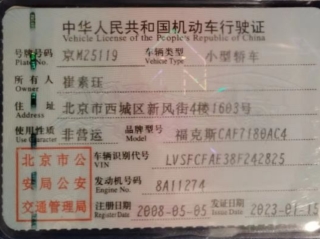 中华人民共和国机动车行驶证
Vehicle License of the People's Republic of China
号牌号码 京M25119 车辆类型 小型轿车
Plate No. Vehicle Type
所有人 崔素珏
Owner
住址 北京市西城区新风街4楼1603号
Address
使用性质 非营运 品牌型号 福克斯CAF7180AC4
Use Character Model
北京市公
安局公安
交通管理局
车辆识别代号 LVSFCFAE38F242825
VIN
发动机号码 8A11274
Engine No.
注册日期 2008-05-05 发证日期 2023-01-15
Register Date Issue Date